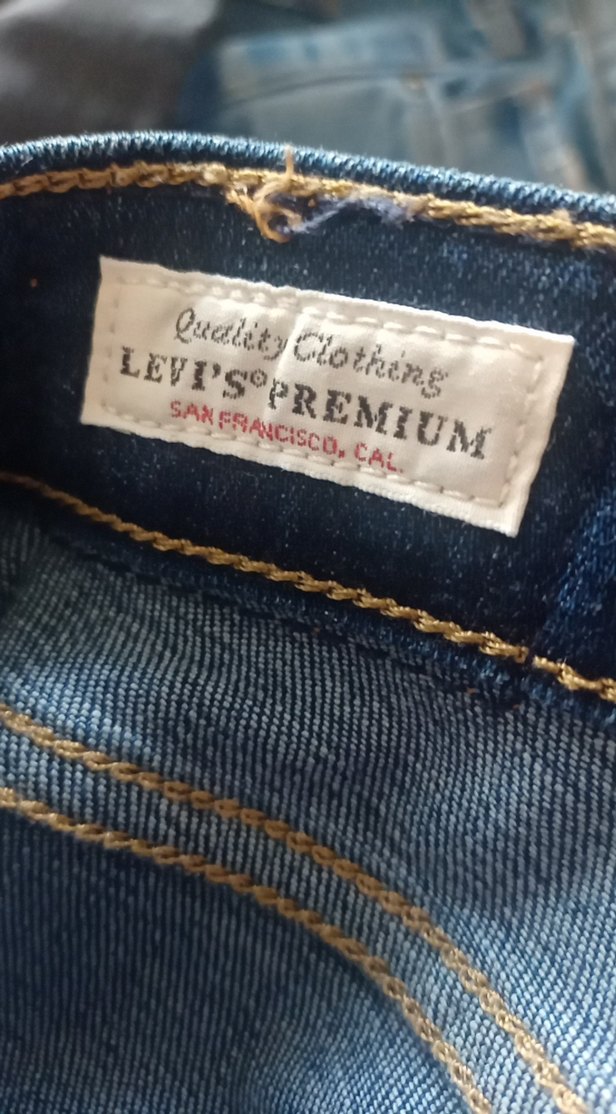 Quality Clothing
LEVI'S® PREMIUM
SAN FRANCISCO, CAL.